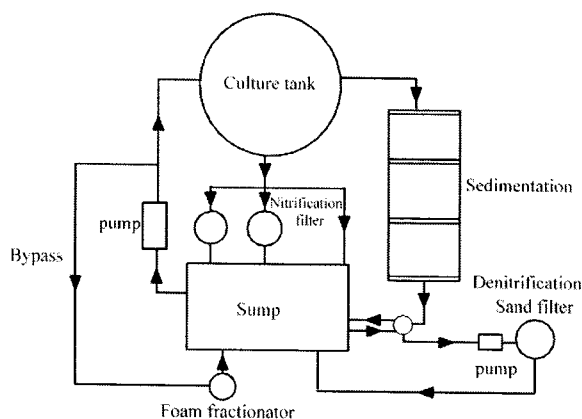 Culture tank
Sedimentation
Nitrification
filter
pump
Bypass
Sump
Denitrification
Sand filter
pump
Foam fractionator